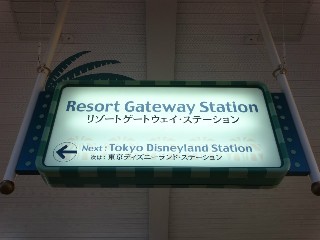 Resort Gateway Station
リゾートゲートウェイ・ステーション
Next : Tokyo Disneyland Station
次は : 東京ディズニーランド・ステーション